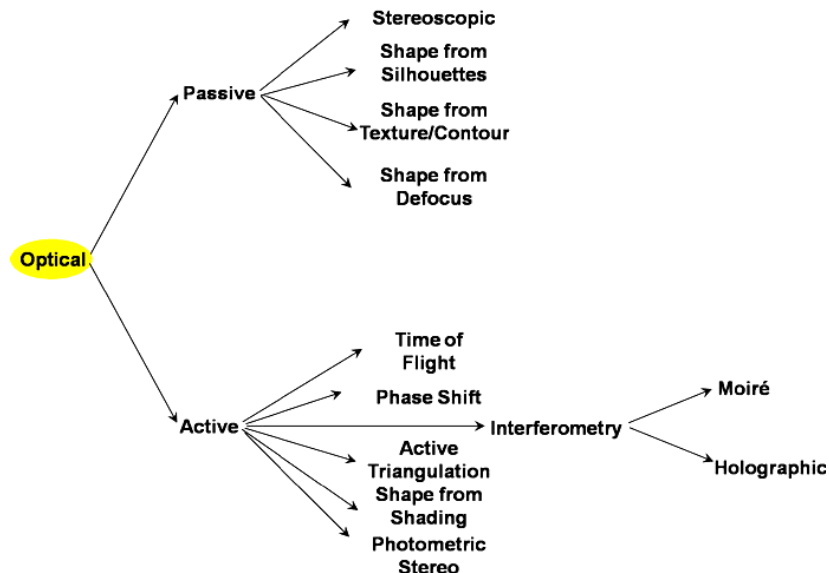 Stereoscopic
Shape from
Silhouettes
Passive
Shape from
Texture/Contour
Shape from
Defocus
Optical
Time of
Flight
Phase Shift
Moiré
Active
Interferometry
Active
Triangulation
Holographic
Shape from
Shading
Photometric
Stereo